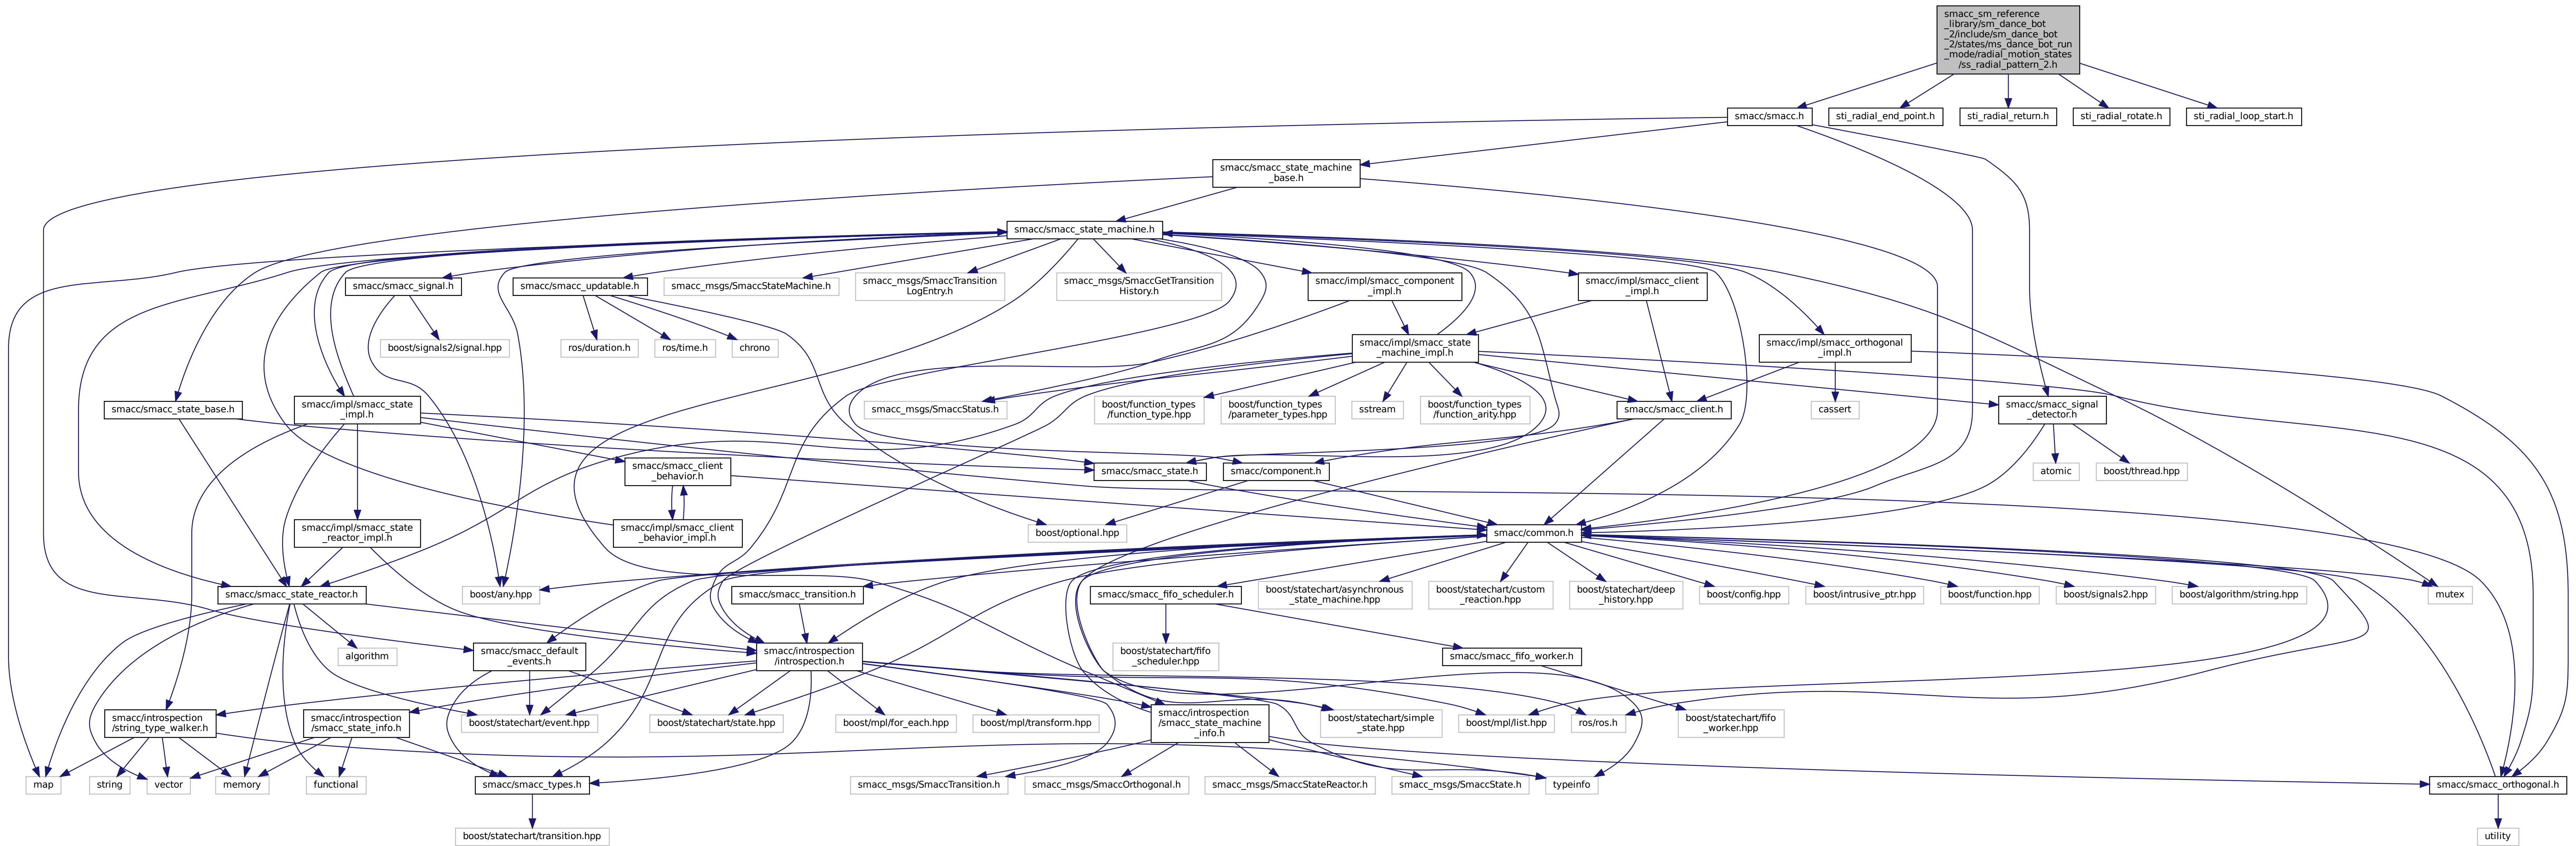 smacc_sm_reference
_library/sm_dance_bot
_2/include/sm_dance_bot
_2/states/ms_dance_bot_run
_mode/radial_motion_states
/ss_radial_pattern_2.h
smacc/smacc.h
sti_radial_end_point.h
sti_radial_return.h
sti_radial_rotate.h
sti_radial_loop_start.h
smacc/smacc_state_machine
_base.h
smacc/smacc_state_machine.h
smacc/smacc_signal.h
smacc/smacc_updatable.h
smacc_msgs/SmaccStateMachine.h
smacc_msgs/SmaccTransition
LogEntry.h
smacc_msgs/SmaccGetTransition
History.h
smacc/impl/smacc_component
_impl.h
smacc/impl/smacc_client
_impl.h
boost/signals2/signal.hpp
ros/duration.h
ros/time.h
chrono
smacc/impl/smacc_state
_machine_impl.h
smacc/impl/smacc_orthogonal
_impl.h
smacc/smacc_state_base.h
smacc/impl/smacc_state
_impl.h
smacc_msgs/SmaccStatus.h
boost/function_types
/function_type.hpp
boost/function_types
/parameter_types.hpp
sstream
boost/function_types
/function_arity.hpp
smacc/smacc_client.h
cassert
smacc/smacc_signal
_detector.h
smacc/smacc_client
_behavior.h
smacc/smacc_state.h
smacc/component.h
atomic
boost/thread.hpp
smacc/impl/smacc_state
_reactor_impl.h
smacc/impl/smacc_client
_behavior_impl.h
boost/optional.hpp
smacc/common.h
smacc/smacc_state_reactor.h
boost/any.hpp
smacc/smacc_transition.h
smacc/smacc_fifo_scheduler.h
boost/statechart/asynchronous
_state_machine.hpp
boost/statechart/custom
_reaction.hpp
boost/statechart/deep
_history.hpp
boost/config.hpp
boost/intrusive_ptr.hpp
boost/function.hpp
boost/signals2.hpp
boost/algorithm/string.hpp
mutex
algorithm
smacc/smacc_default
_events.h
smacc/introspection
/introspection.h
boost/statechart/fifo
_scheduler.hpp
smacc/smacc_fifo_worker.h
smacc/introspection
/string_type_walker.h
smacc/introspection
/smacc_state_info.h
boost/statechart/event.hpp
boost/statechart/state.hpp
boost/mpl/for_each.hpp
boost/mpl/transform.hpp
smacc/introspection
/smacc_state_machine
_info.h
boost/statechart/simple
_state.hpp
boost/mpl/list.hpp
ros/ros.h
boost/statechart/fifo
_worker.hpp
map
string
vector
memory
functional
smacc/smacc_types.h
smacc_msgs/SmaccTransition.h
smacc_msgs/SmaccOrthogonal.h
smacc_msgs/SmaccStateReactor.h
smacc_msgs/SmaccState.h
typeinfo
smacc/smacc_orthogonal.h
boost/statechart/transition.hpp
utility